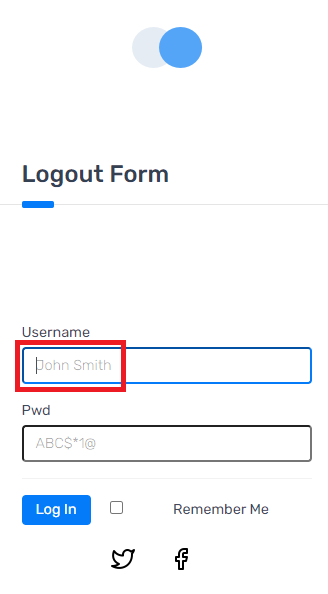 Logout Form
Username
John Smith
Pwd
ABC$*1@
Log In
Remember Me